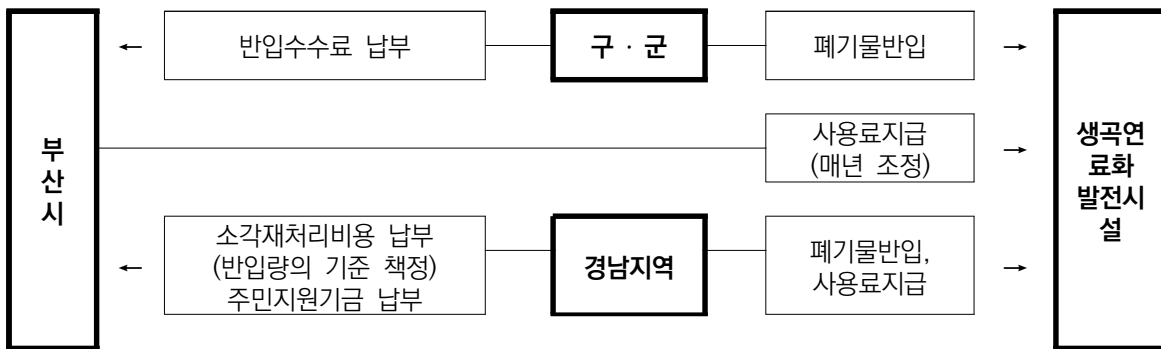 부
산
시
←
반입수수료 납부
구 · 군
폐기물반입
→
사용료지급
(매년 조정)
→
←
소각재처리비용 납부
(반입량의 기준 책정)
주민지원기금 납부
경남지역
폐기물반입,
사용료지급
→
생곡연
료화
발전시
설